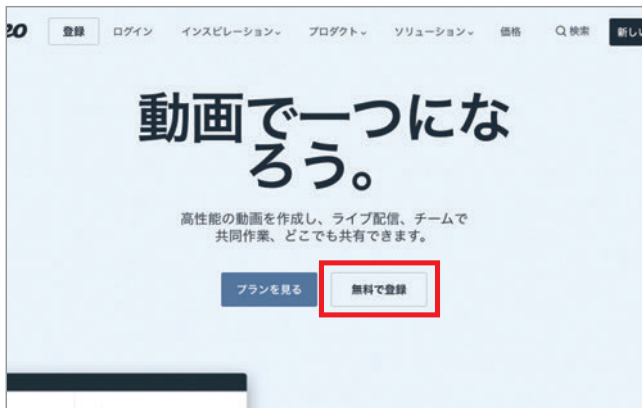 eo 登録 ログイン インスピレーション プロダクト ソリューション 価格 検索 新しい
動画で一つにな
ろう。
高性能の動画を作成し、ライブ配信、チームで
共同作業、どこでも共有できます。
プランを見る 無料で登録